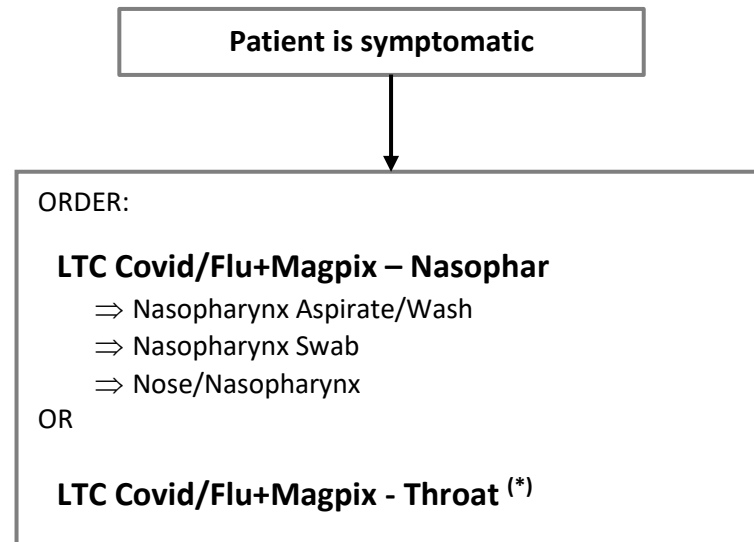 Patient is symptomatic
ORDER:
LTC Covid/Flu+Magpix – Nasophar
⇒ Nasopharynx Aspirate/Wash
⇒ Nasopharynx Swab
⇒ Nose/Nasopharynx
OR
LTC Covid/Flu+Magpix - Throat (*)